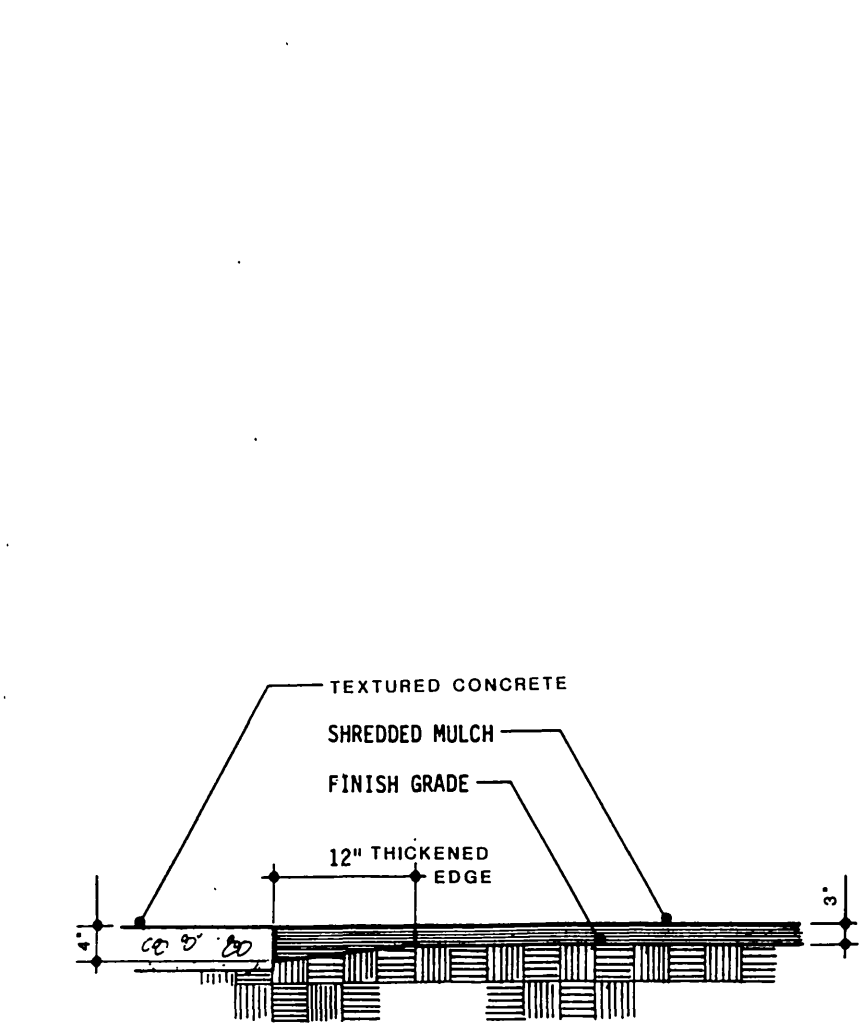 TEXTURED CONCRETE
SHREDDED MULCH
FINISH GRADE
12" THICKENED
EDGE
4"
3"